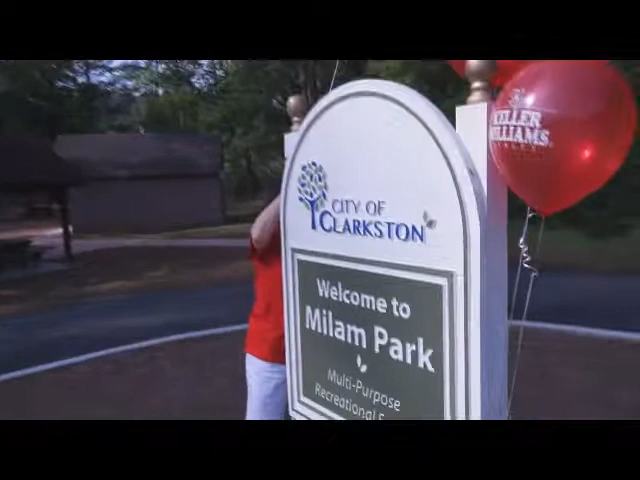 KELLER
WILLIAMS
CITY OF
CLARKSTON
Welcome to
Milam Park
Multi-Purpose
Recreational